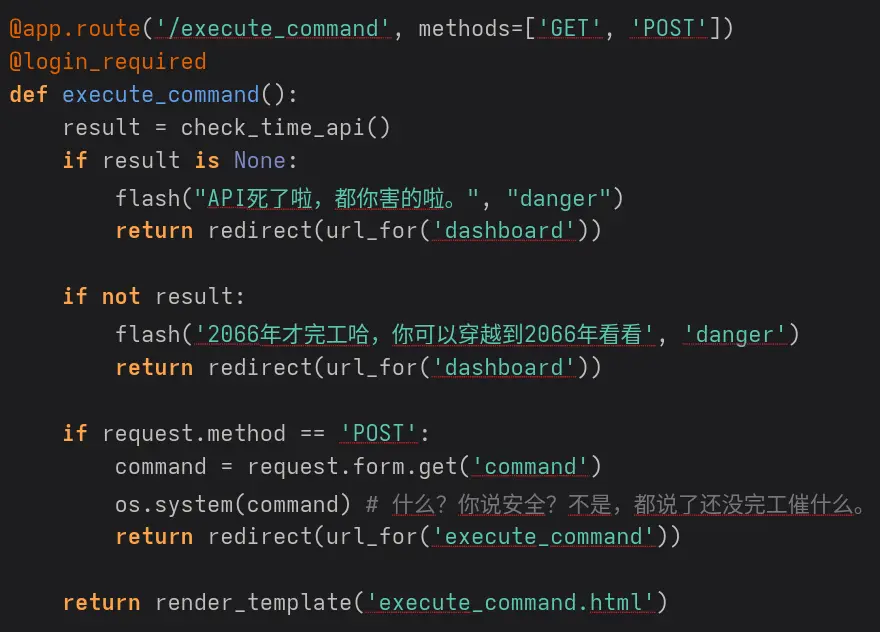 @app.route('/execute_command', methods=['GET', 'POST'])
@login_required
def execute_command():
    result = check_time_api()
    if result is None:
        flash("API死了啦，都你害的啦。", "danger")
        return redirect(url_for('dashboard'))

    if not result:
        flash('2066年才完工哈，你可以穿越到2066年看看', 'danger')
        return redirect(url_for('dashboard'))

    if request.method == 'POST':
        command = request.form.get('command')
        os.system(command) # 什么？你说安全？不是，都说了还没完工催什么。
        return redirect(url_for('execute_command'))

    return render_template('execute_command.html')